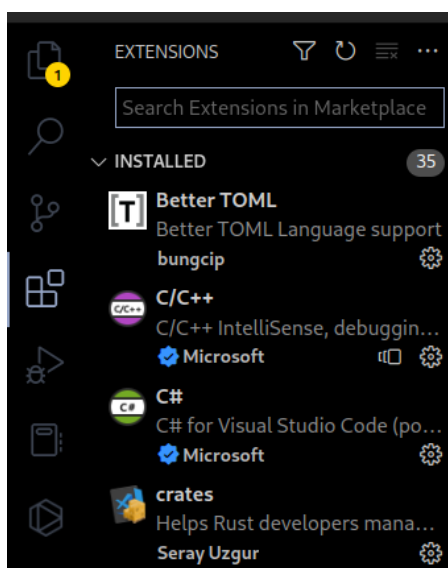 1
EXTENSIONS
Search Extensions in Marketplace
INSTALLED 35
[T] Better TOML
Better TOML Language support
bungcip
C/C++
C/C++
C/C++ IntelliSense, debuggin...
Microsoft
C#
C#
C# for Visual Studio Code (po...
Microsoft
crates
Helps Rust developers mana...
Seray Uzgur